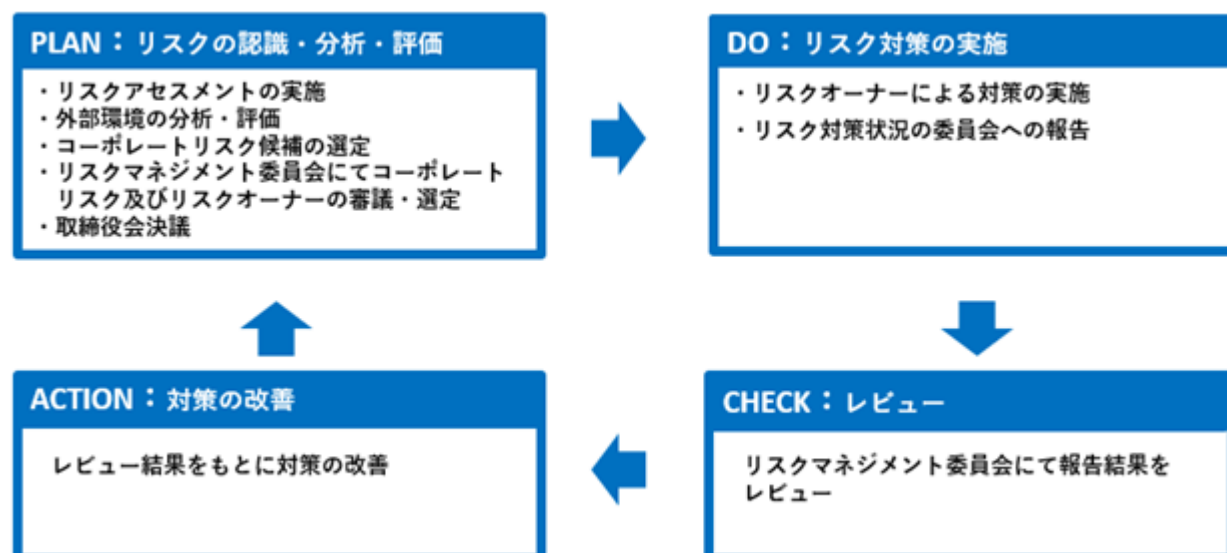 PLAN：リスクの認識・分析・評価
・リスクアセスメントの実施
・外部環境の分析・評価
・コーポレートリスク候補の選定
・リスクマネジメント委員会にてコーポレート
リスク及びリスクオーナーの審議・選定
・取締役会決議
DO：リスク対策の実施
・リスクオーナーによる対策の実施
・リスク対策状況の委員会への報告
ACTION：対策の改善
レビュー結果をもとに対策の改善
CHECK：レビュー
リスクマネジメント委員会にて報告結果を
レビュー